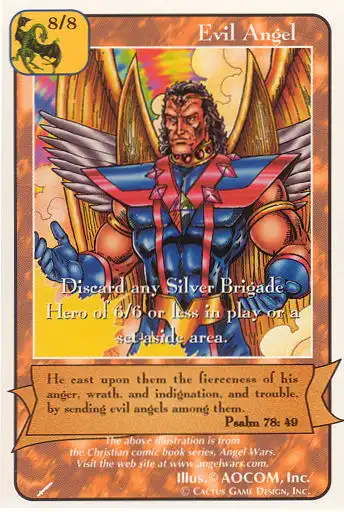 8/8
Evil Angel
Discard any Silver Brigade
Hero of 6/6 or less in play or a
set-aside area.
He cast upon them the fierceness of his
anger, wrath, and indignation, and trouble,
by sending evil angels among them.
Psalm 78: 49
The above illustration is from
the Christian comic book series, Angel Wars.
Visit the web site at www.angelwars.com.
Illus.© AOCOM, Inc.
© Cactus Game Design, Inc.